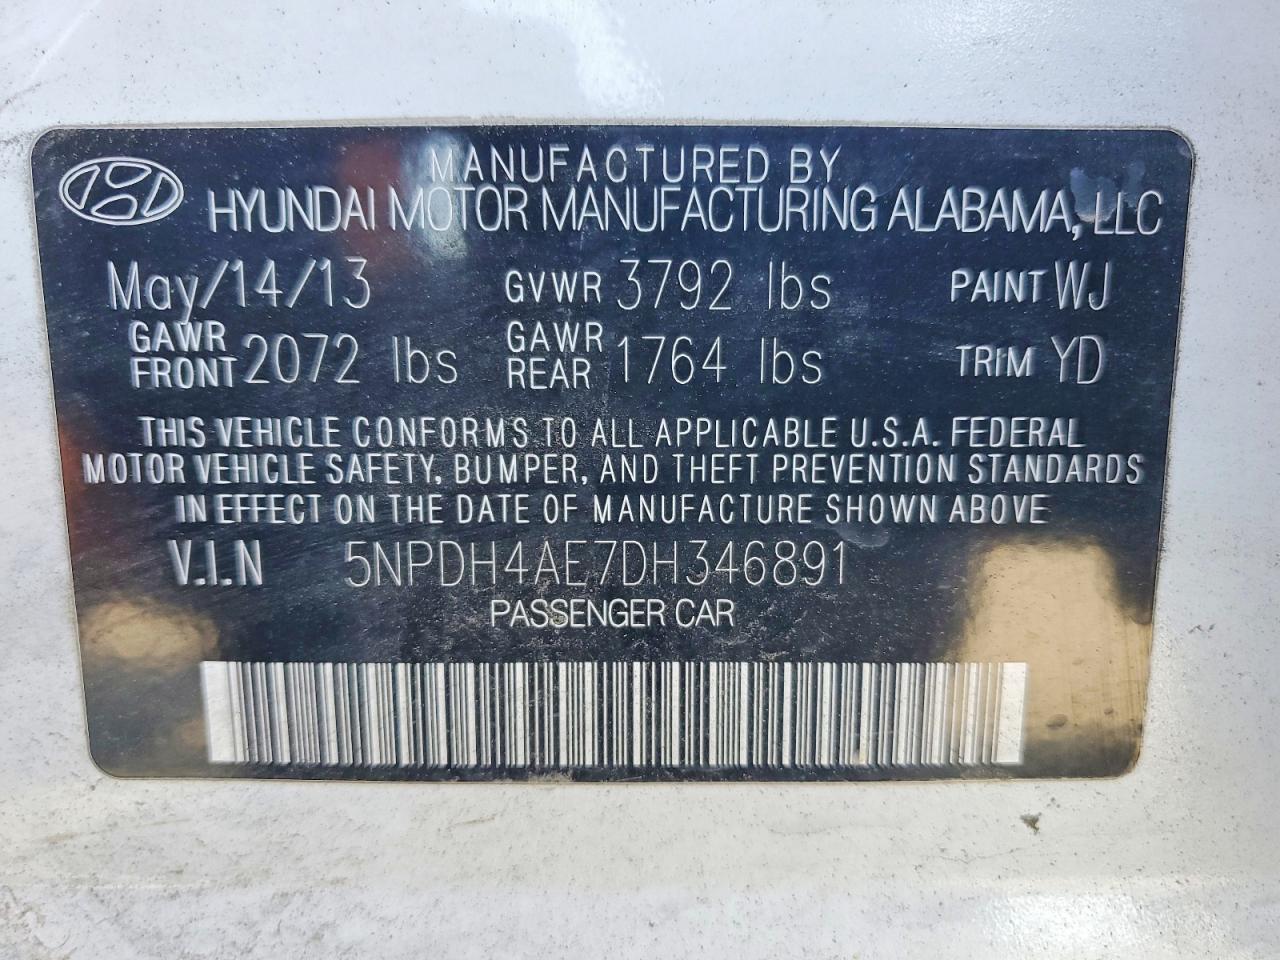 MANUFACTURED BY
HYUNDAI MOTOR MANUFACTURING ALABAMA, LLC
May/14/13 GVWR 3792 lbs PAINT WJ
GAWR FRONT 2072 lbs GAWR REAR 1764 lbs TRIM YD
THIS VEHICLE CONFORMS TO ALL APPLICABLE U.S.A. FEDERAL
MOTOR VEHICLE SAFETY, BUMPER, AND THEFT PREVENTION STANDARDS
IN EFFECT ON THE DATE OF MANUFACTURE SHOWN ABOVE
V.I.N 5NPDH4AE7DH346891
PASSENGER CAR